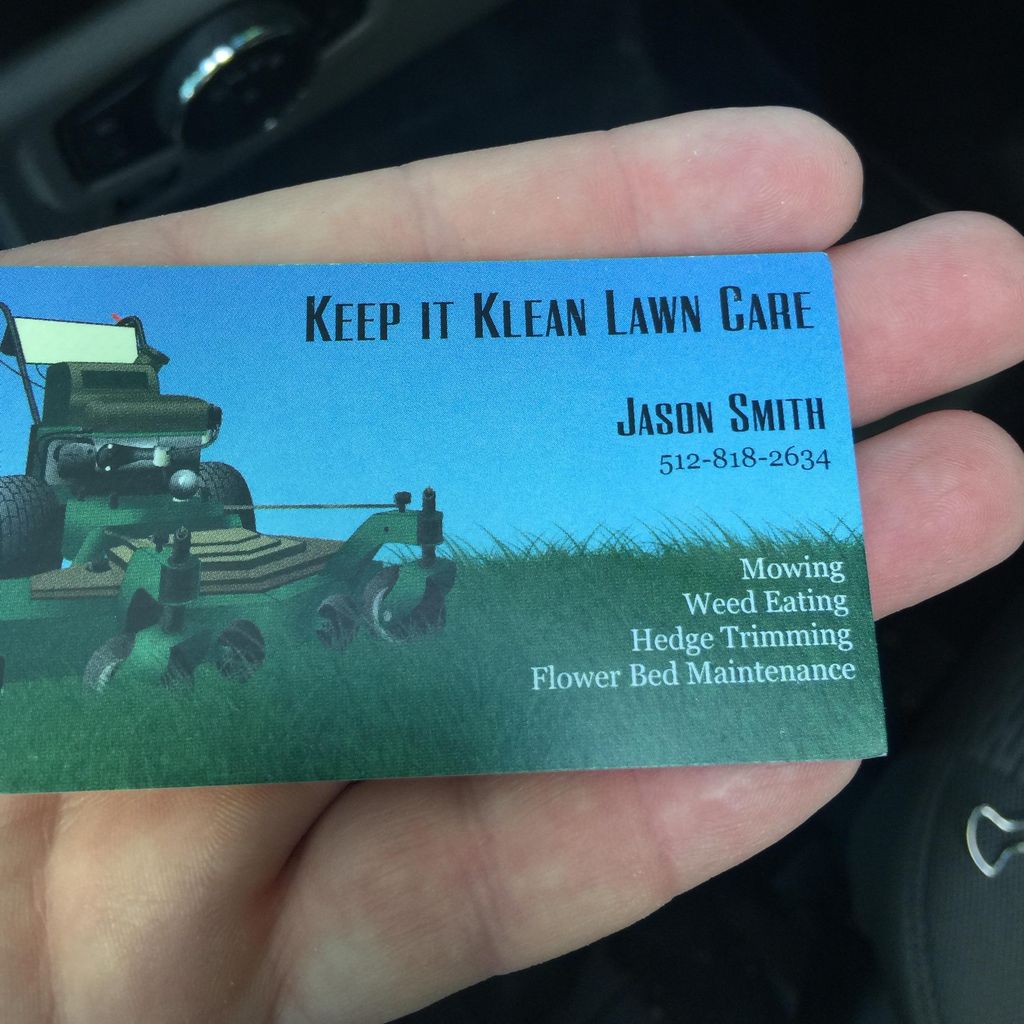 KEEP IT KLEAN LAWN CARE
JASON SMITH
512-818-2634
Mowing
Weed Eating
Hedge Trimming
Flower Bed Maintenance